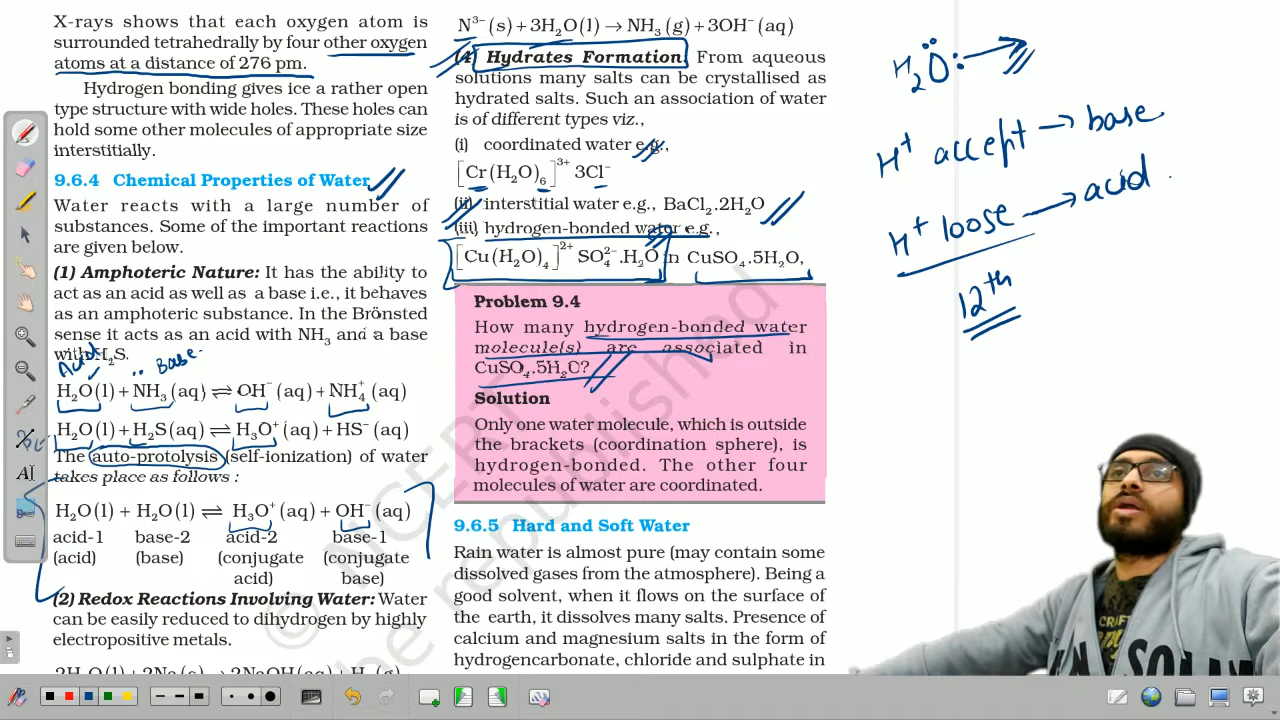 X-rays shows that each oxygen atom is
surrounded tetrahedrally by four other oxygen
atoms at a distance of 276 pm.
Hydrogen bonding gives ice a rather open
type structure with wide holes. These holes can
hold some other molecules of appropriate size
interstitially.
9.6.4 Chemical Properties of Water
Water reacts with a large number of
substances. Some of the important reactions
are given below.
(1) Amphoteric Nature: It has the ability to
act as an acid as well as a base i.e., it behaves
as an amphoteric substance. In the Brönsted
sense it acts as an acid with NH₃ and a base
with H₂S.
Acid Base
H₂O(l) + NH₃(aq) ⇌ OH⁻(aq) + NH₄⁺(aq)
H₂O(l) + H₂S(aq) ⇌ H₃O⁺(aq) + HS⁻(aq)
The auto-protolysis (self-ionization) of water
takes place as follows :
H₂O(l) + H₂O(l) ⇌ H₃O⁺(aq) + OH⁻(aq)
acid-1 base-2 acid-2 base-1
(acid) (base) (conjugate (conjugate
acid) base)
(2) Redox Reactions Involving Water: Water
can be easily reduced to dihydrogen by highly
electropositive metals.
2H₂O(l) + 2Na(s) → 2NaOH(aq) + H₂(g)
N³⁻(s) + 3H₂O(l) → NH₃(g) + 3OH⁻(aq)
(4) Hydrates Formation: From aqueous
solutions many salts can be crystallised as
hydrated salts. Such an association of water
is of different types viz.,
(i) coordinated water e.g.,
[Cr(H₂O)₆]³⁺ 3Cl⁻
(ii) interstitial water e.g., BaCl₂.2H₂O
(iii) hydrogen-bonded water e.g.,
[Cu(H₂O)₄]²⁺ SO₄²⁻.H₂O in CuSO₄.5H₂O,
Problem 9.4
How many hydrogen-bonded water
molecule(s) are associated in
CuSO₄.5H₂O?
Solution
Only one water molecule, which is outside
the brackets (coordination sphere), is
hydrogen-bonded. The other four
molecules of water are coordinated.
9.6.5 Hard and Soft Water
Rain water is almost pure (may contain some
dissolved gases from the atmosphere). Being a
good solvent, when it flows on the surface of
the earth, it dissolves many salts. Presence of
calcium and magnesium salts in the form of
hydrogencarbonate, chloride and sulphate in
© NCERT
be republished
H₂Ö: →
H⁺ accept → base
H⁺ loose → acid
12th